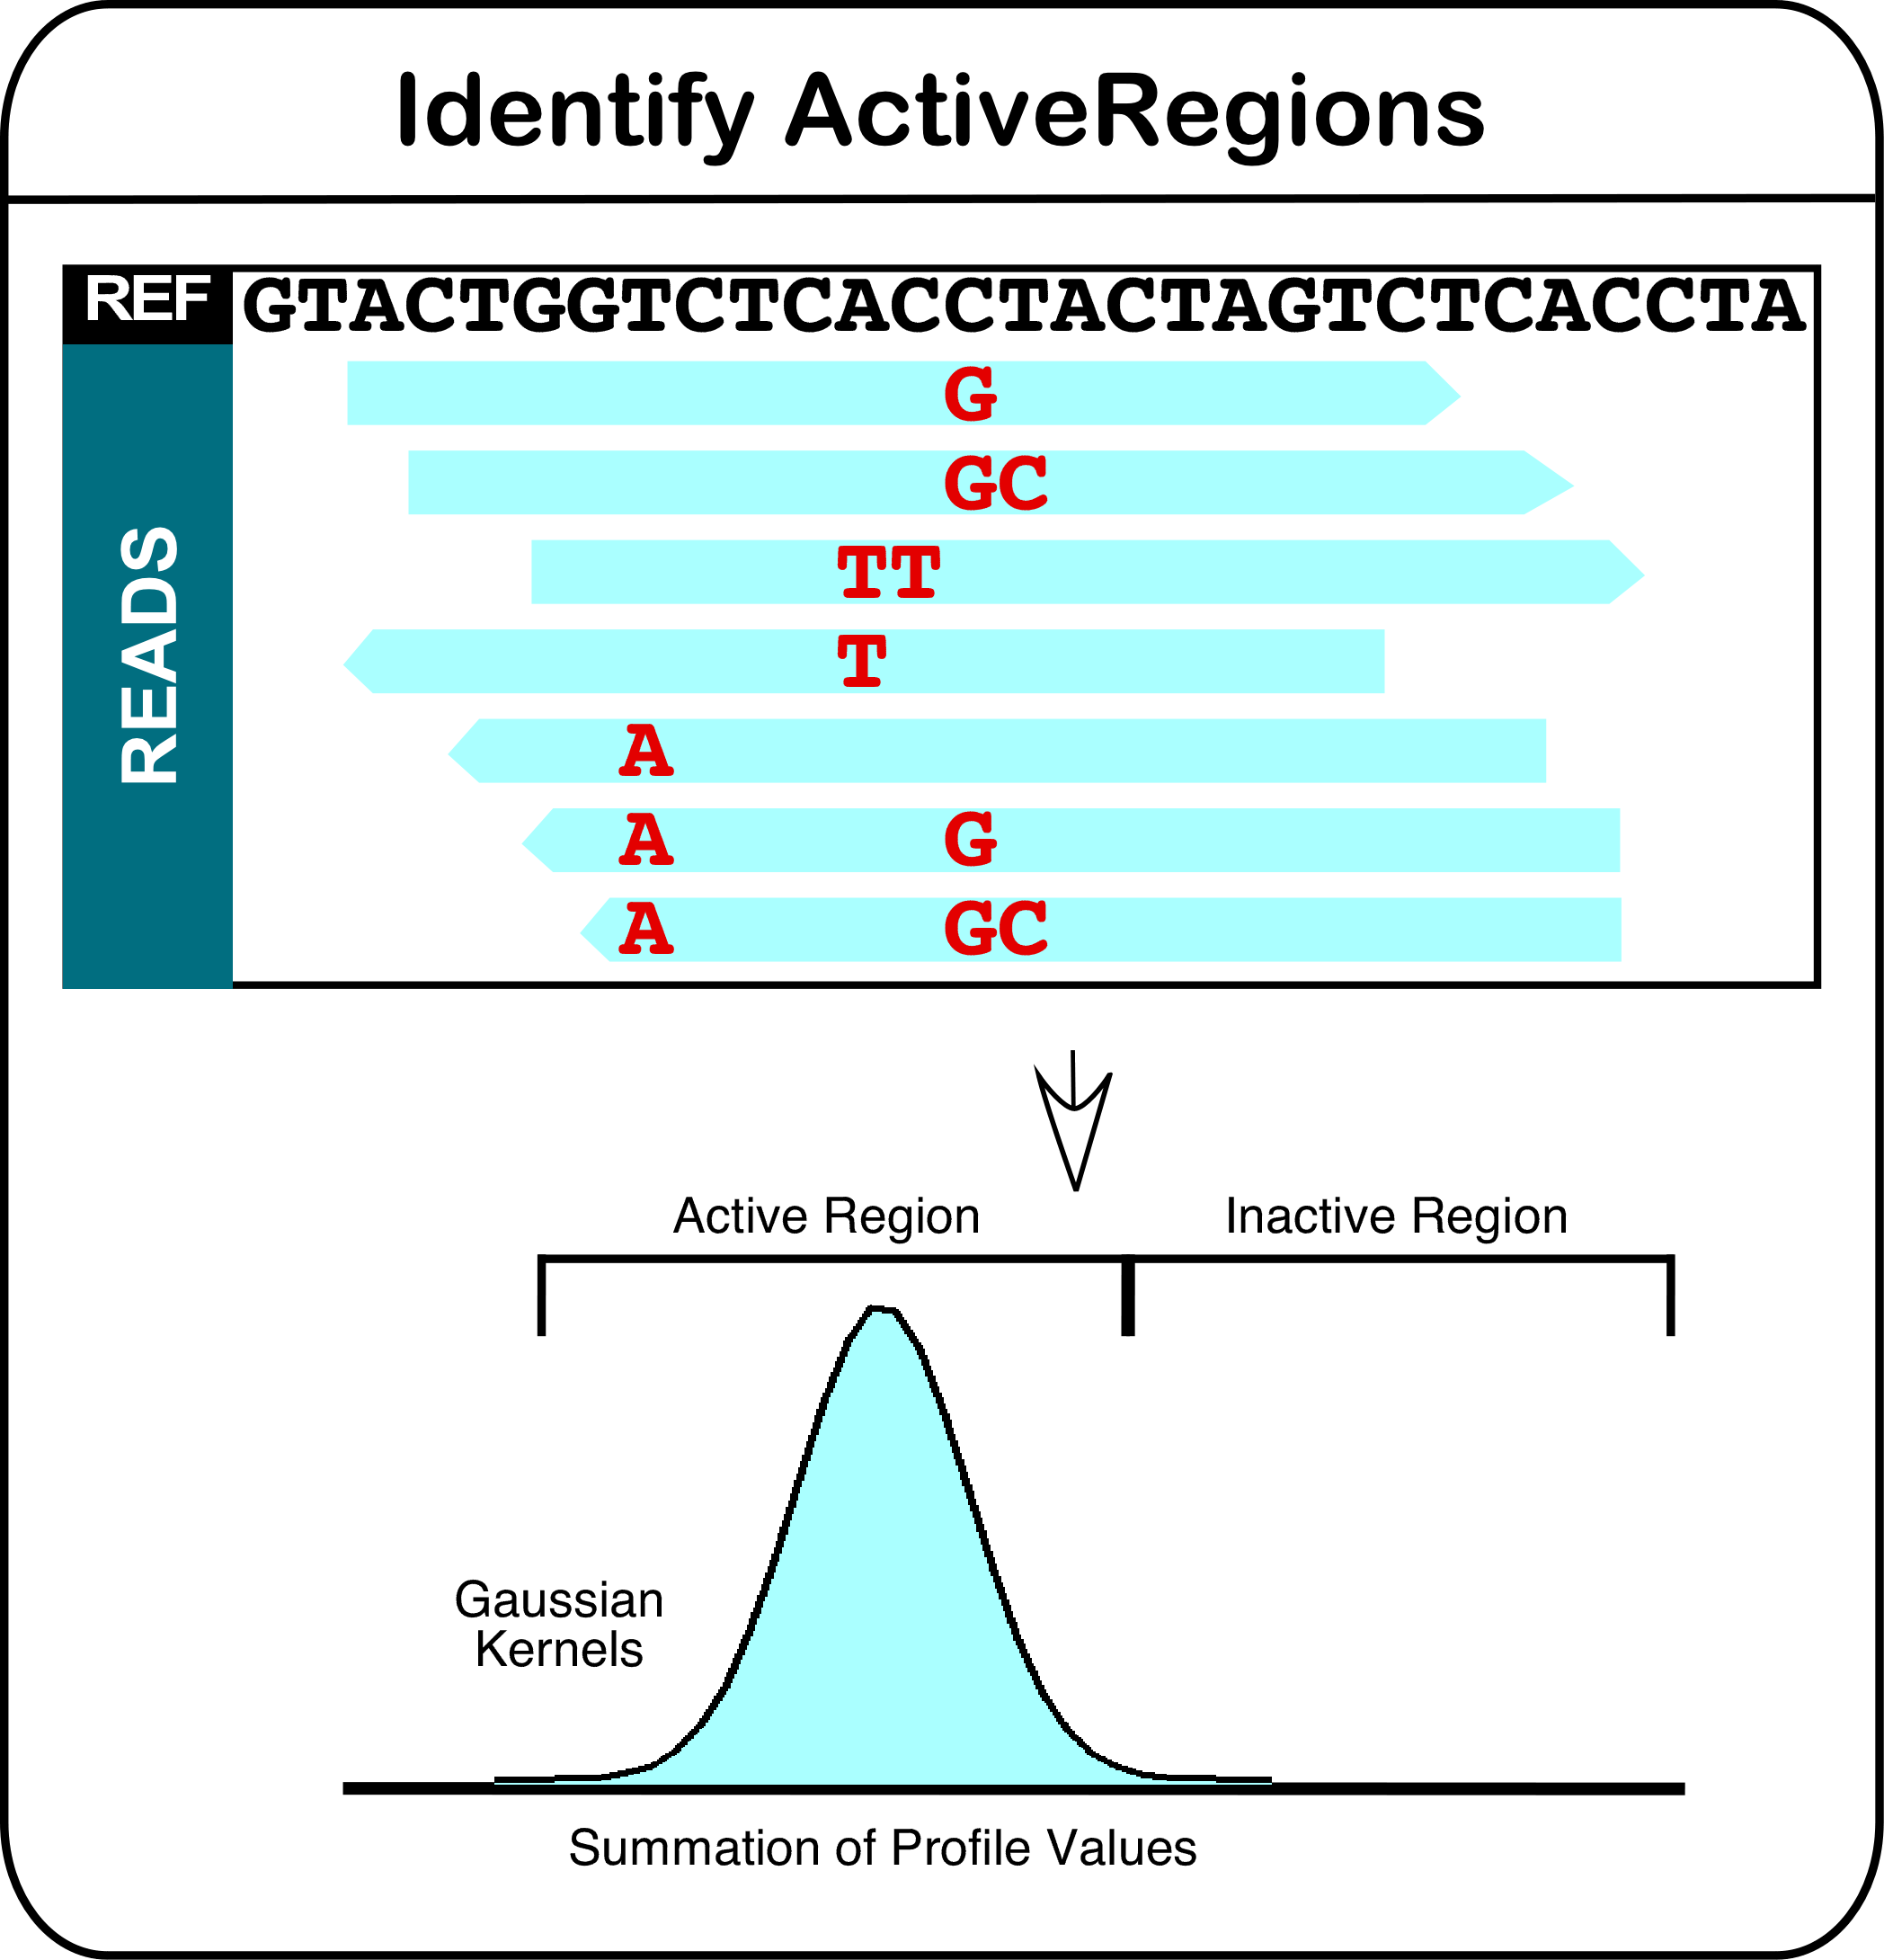 Identify ActiveRegions
REF
GTACTGGTCTCACCTACTAGTCTCACCTA
READS
G
GC
TT
T
A
A G
A GC
Active Region
Inactive Region
Gaussian
Kernels
Summation of Profile Values